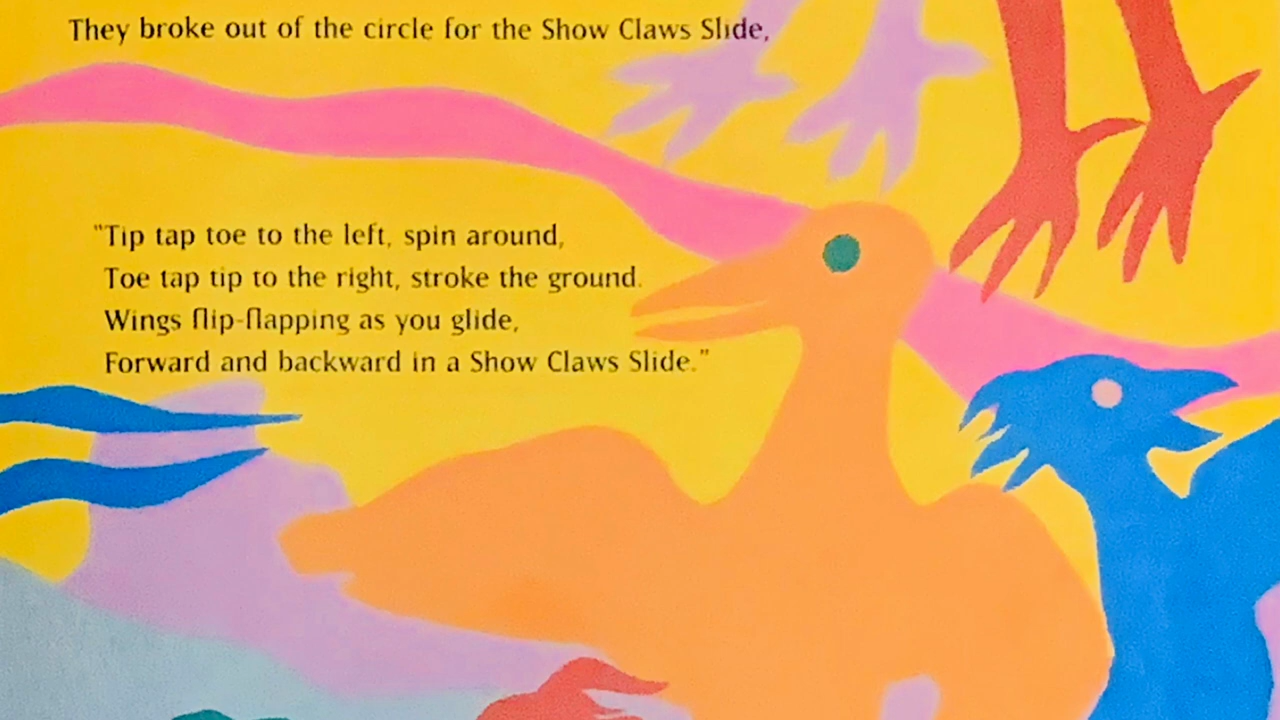 They broke out of the circle for the Show Claws Slide,
"Tip tap toe to the left, spin around,
Toe tap tip to the right, stroke the ground.
Wings flip-flapping as you glide,
Forward and backward in a Show Claws Slide."